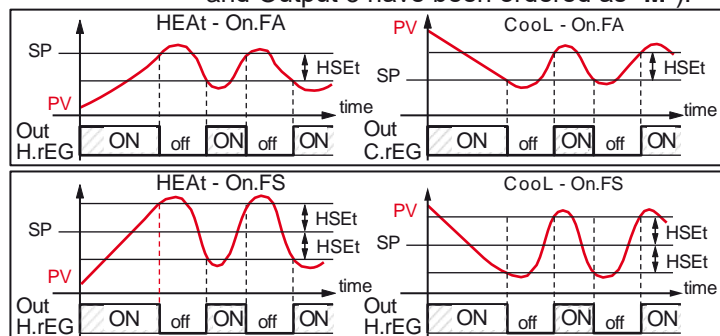 and Output 3 have been ordered as "M").
HEAt - On.FA
SP
HSEt
PV
time
Out
H.rEG
ON off ON off ON
CooL - On.FA
PV
SP
HSEt
time
Out
C.rEG
ON off ON off ON
HEAt - On.FS
SP
HSEt
HSEt
PV
time
Out
H.rEG
ON off ON off ON
CooL - On.FS
PV
SP
HSEt
HSEt
time
Out
H.rEG
ON off ON off ON